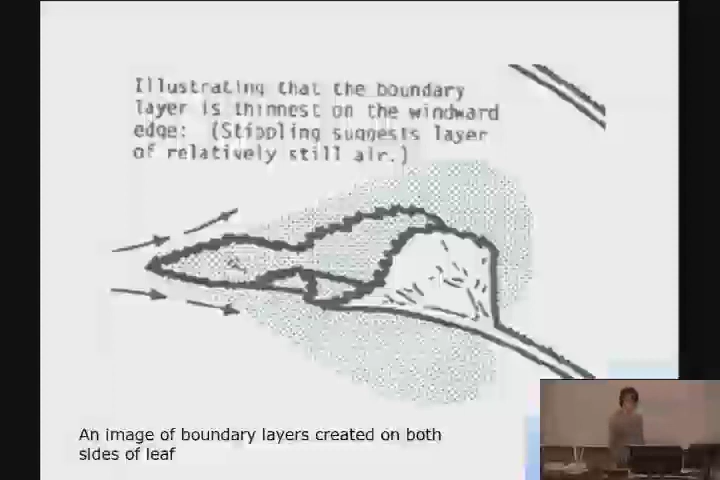 Illustrating that the boundary
layer is thinnest on the windward
edge: (Stippling suggests layer
of relatively still air.)
An image of boundary layers created on both
sides of leaf